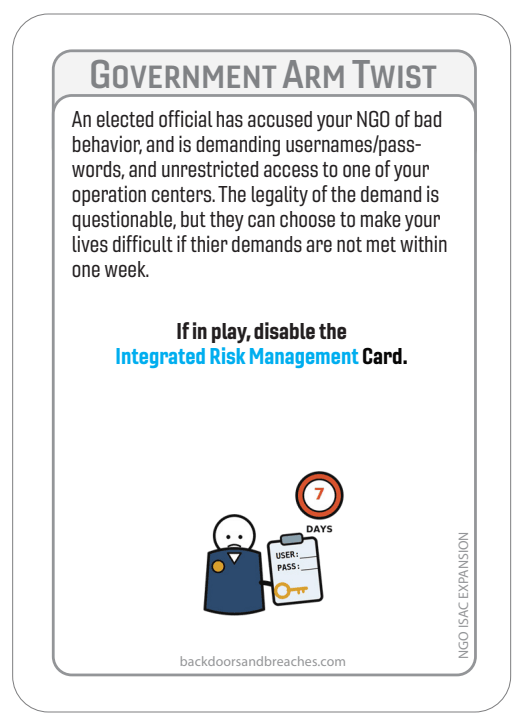 GOVERNMENT ARM TWIST
An elected official has accused your NGO of bad
behavior, and is demanding usernames/pass-
words, and unrestricted access to one of your
operation centers. The legality of the demand is
questionable, but they can choose to make your
lives difficult if thier demands are not met within
one week.
If in play, disable the
Integrated Risk Management Card.
7
DAYS
USER:
PASS:
NGO ISAC EXPANSION
backdoorsandbreaches.com